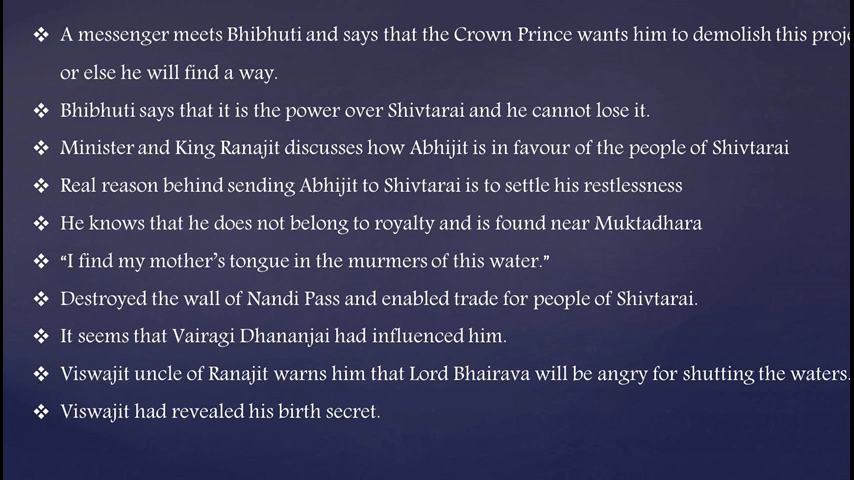 ❖ A messenger meets Bhibhuti and says that the Crown Prince wants him to demolish this
or else he will find a way.
❖ Bhibhuti says that it is the power over Shivtarai and he cannot lose it.
❖ Minister and King Ranajit discusses how Abhijit is in favour of the people of Shivtarai
❖ Real reason behind sending Abhijit to Shivtarai is to settle his restlessness
❖ He knows that he does not belong to royalty and is found near Muktadhara
❖ “I find my mother’s tongue in the murmers of this water.”
❖ Destroyed the wall of Nandi Pass and enabled trade for people of Shivtarai.
❖ It seems that Vairagi Dhananjai had influenced him.
❖ Viswajit uncle of Ranajit warns him that Lord Bhairava will be angry for shutting the waters.
❖ Viswajit had revealed his birth secret.